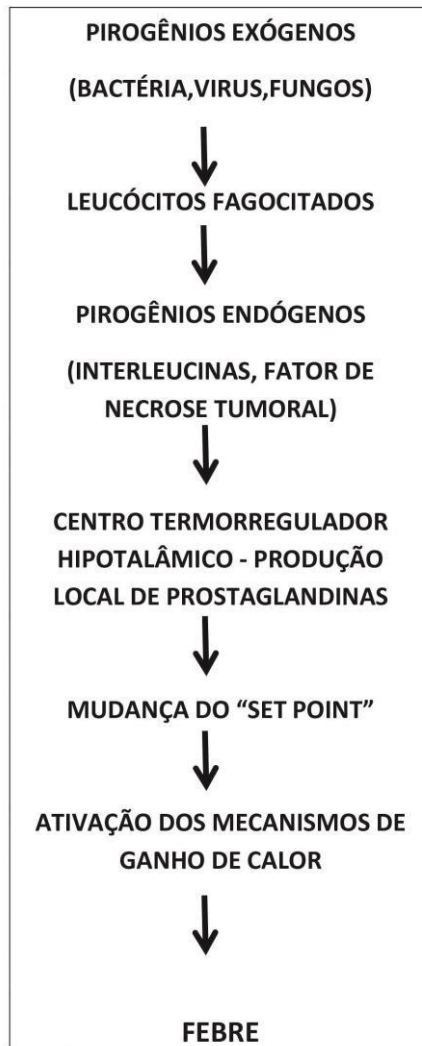 PIROGÊNIOS EXÓGENOS
(BACTÉRIA,VIRUS,FUNGOS)
LEUCÓCITOS FAGOCITADOS
PIROGÊNIOS ENDÓGENOS
(INTERLEUCINAS, FATOR DE
NECROSE TUMORAL)
CENTRO TERMORREGULADOR
HIPOTALÂMICO - PRODUÇÃO
LOCAL DE PROSTAGLANDINAS
MUDANÇA DO “SET POINT”
ATIVAÇÃO DOS MECANISMOS DE
GANHO DE CALOR
FEBRE